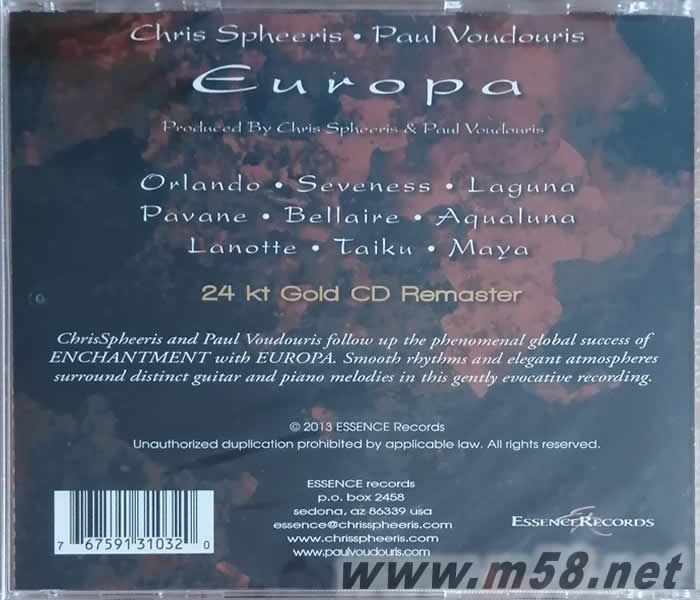 Chris Spheeris • Paul Voudouris
Europa
Produced By Chris Spheeris & Paul Voudouris
Orlando • Seveness • Laguna
Pavane • Bellaire • Aqualuna
Lanotte • Taiku • Maya
24 kt Gold CD Remaster
ChrisSpheeris and Paul Voudouris follow up the phenomenal global success of
ENCHANTMENT with EUROPA. Smooth rhythms and elegant atmospheres
surround distinct guitar and piano melodies in this gently evocative recording.
© 2013 ESSENCE Records
Unauthorized duplication prohibited by applicable law. All rights reserved.
ESSENCE records
p.o. box 2458
sedona, az 86339 usa
essence@chrisspheeris.com
www.chrisspheeris.com
www.paulvoudouris.com
7 67591 31032 0
ESSENCE RECORDS
www.m58.net